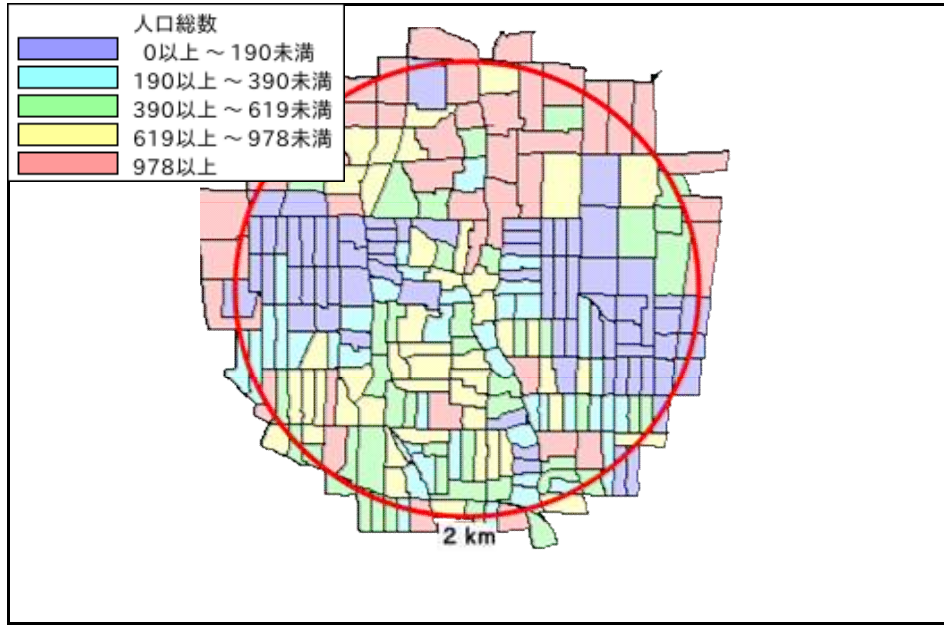 人口総数
0以上 ～ 190未満
190以上 ～ 390未満
390以上 ～ 619未満
619以上 ～ 978未満
978以上
2 km